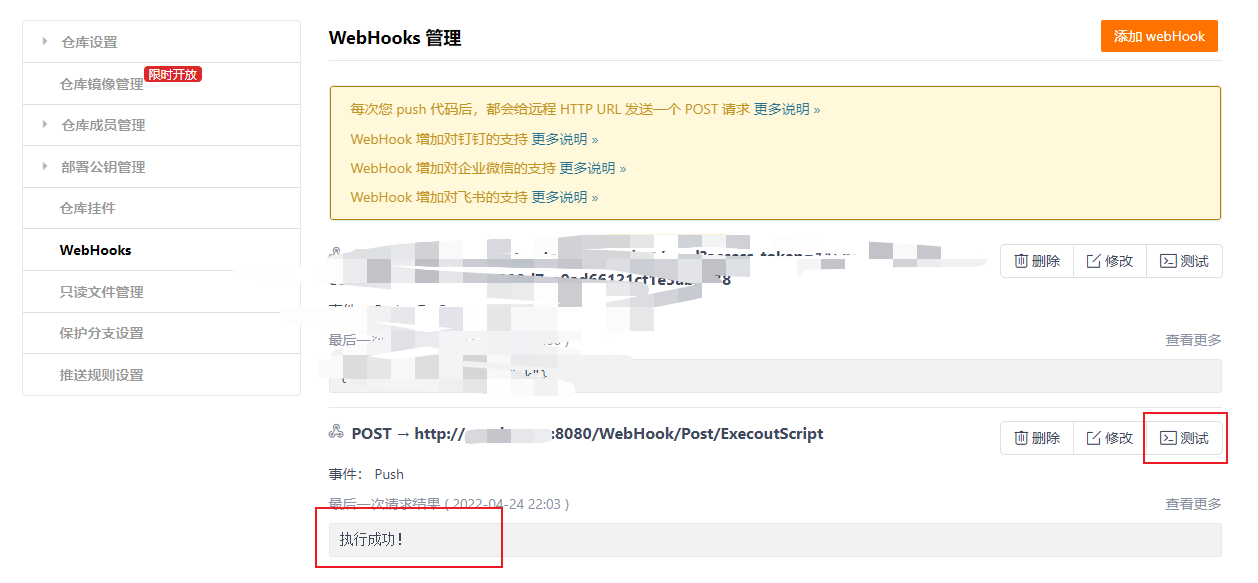 仓库设置
仓库镜像管理 限时开放
仓库成员管理
部署公钥管理
仓库挂件
WebHooks
只读文件管理
保护分支设置
推送规则设置
WebHooks 管理
添加 webHook
每次您 push 代码后，都会给远程 HTTP URL 发送一个 POST 请求 更多说明 »
WebHook 增加对钉钉的支持 更多说明 »
WebHook 增加对企业微信的支持 更多说明 »
WebHook 增加对飞书的支持 更多说明 »
删除 修改 测试
最后一
查看更多
POST → http:// :8080/WebHook/Post/ExecoutScript
删除 修改 测试
事件： Push
最后一次请求结果 ( 2022-04-24 22:03 )
查看更多
执行成功！